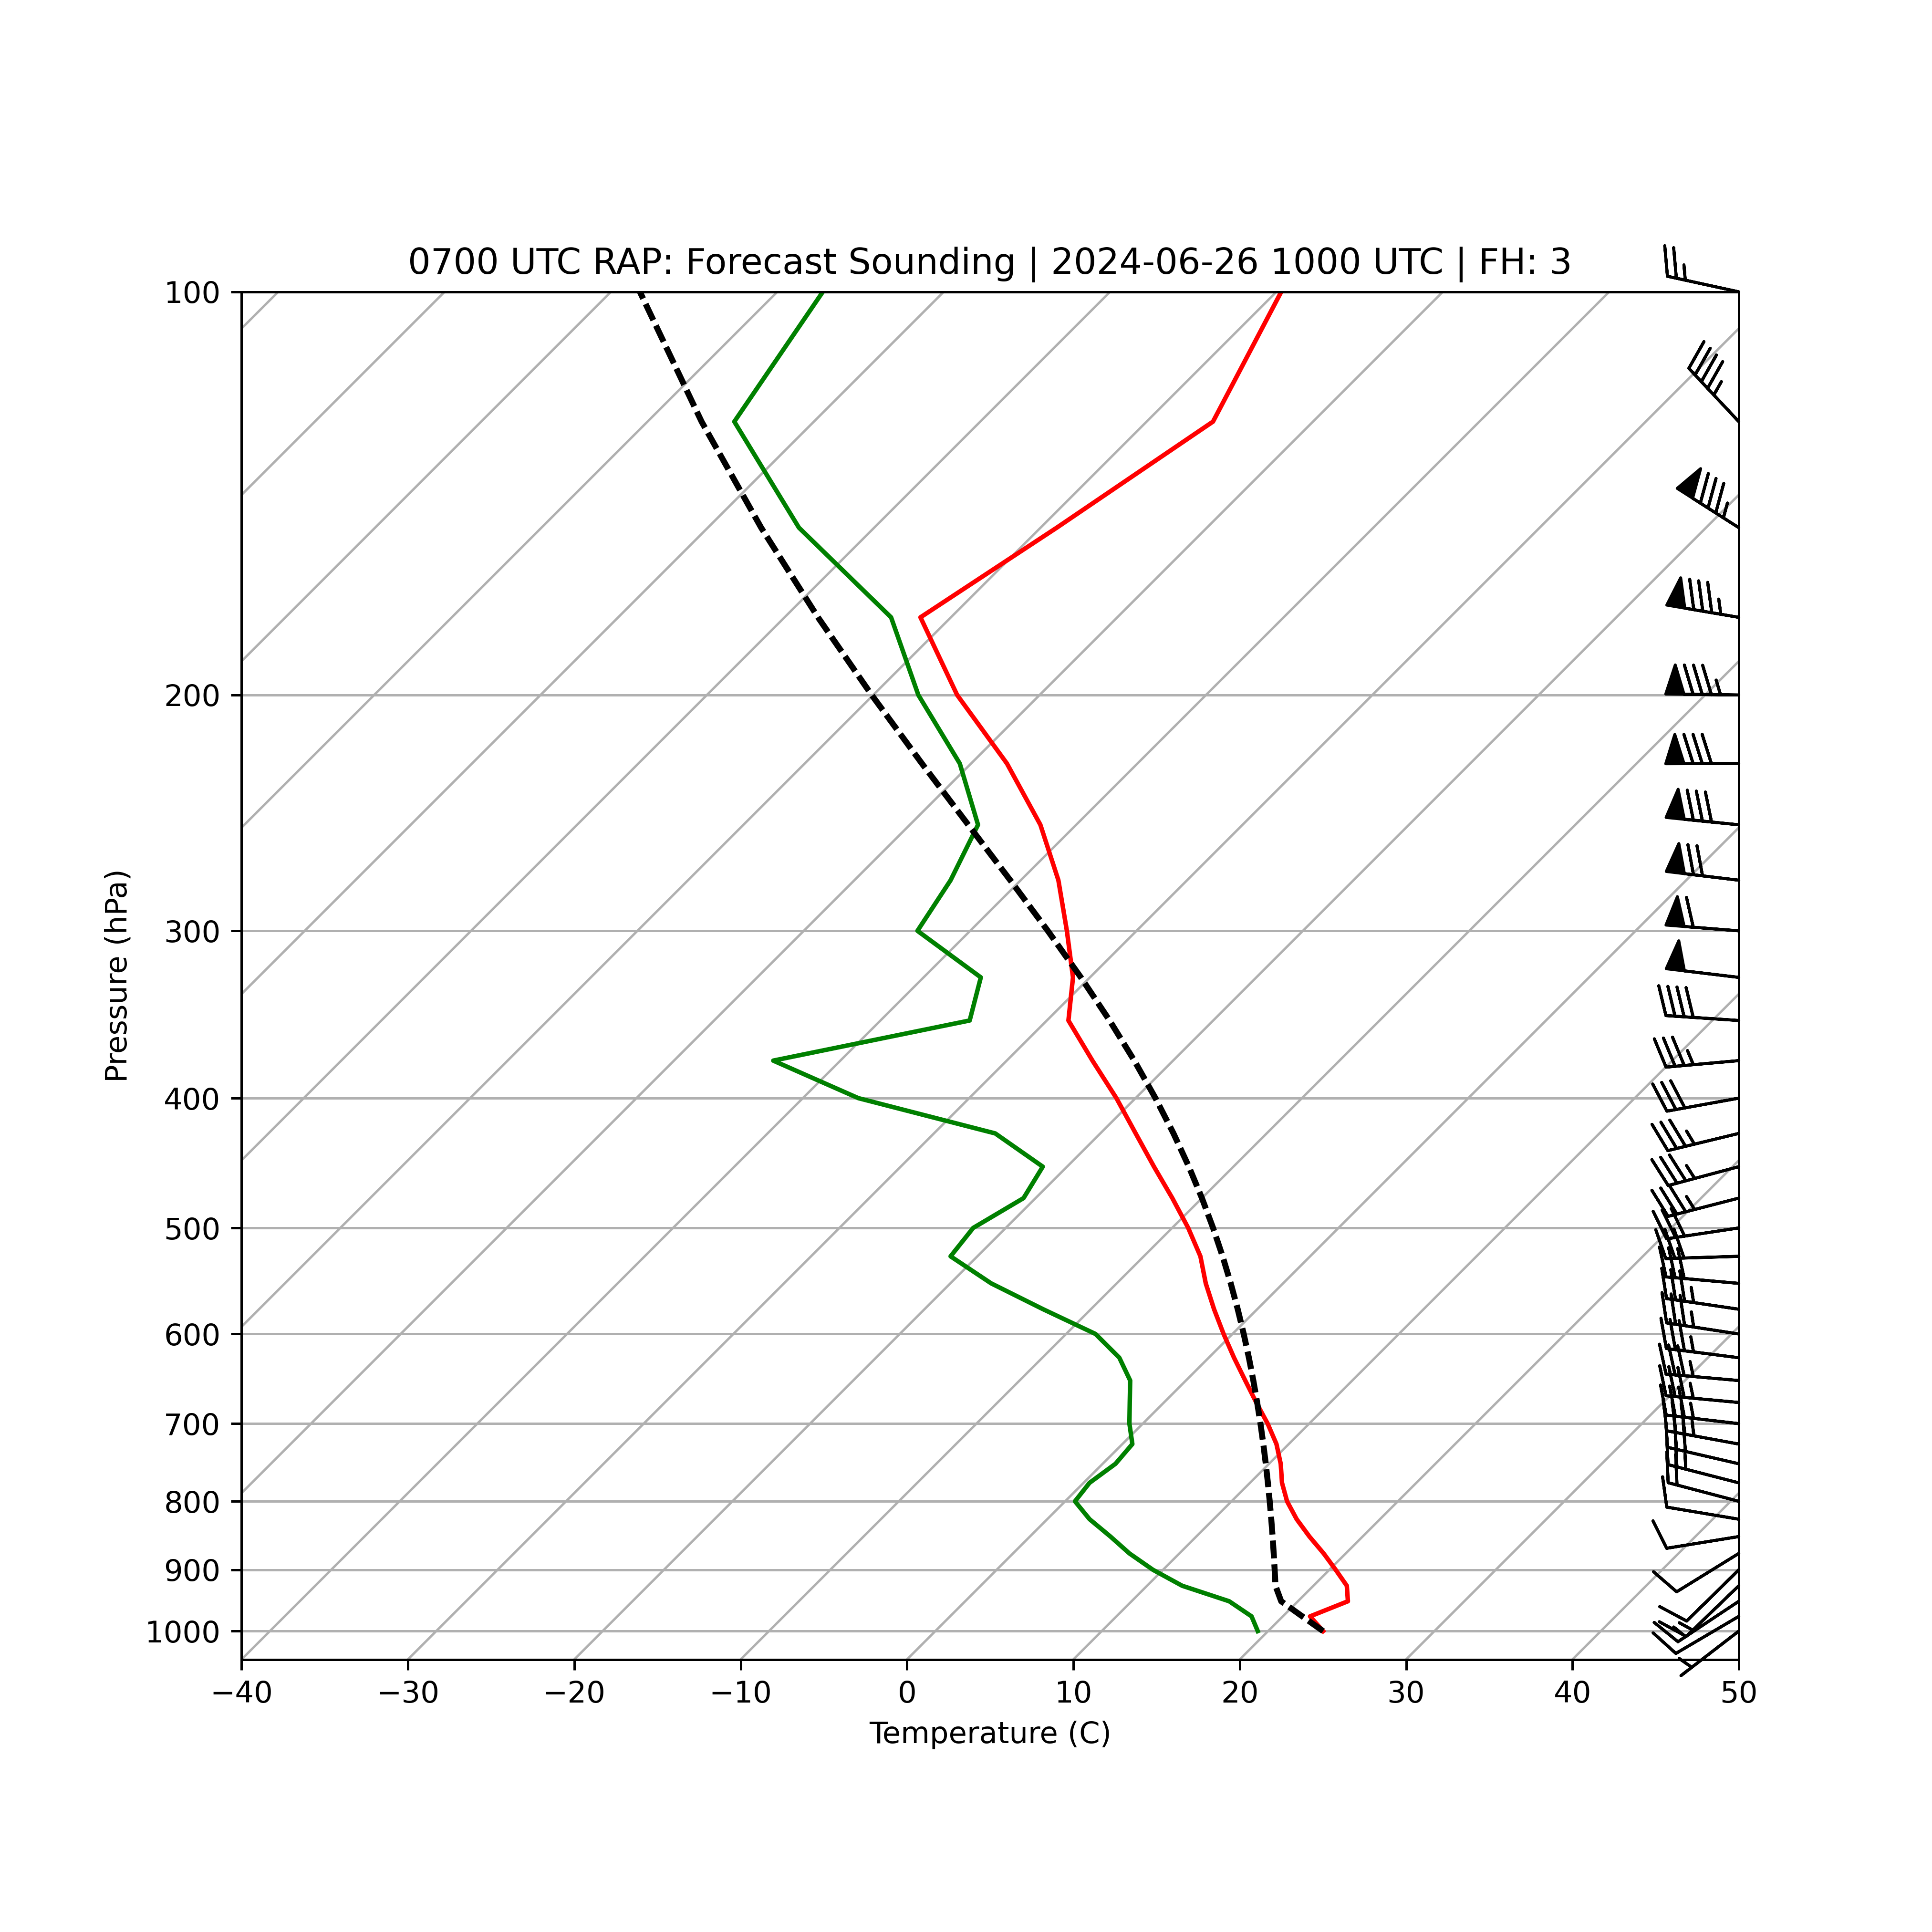 0700 UTC RAP: Forecast Sounding | 2024-06-26 1000 UTC | FH: 3
100
200
300
400
500
600
700
800
900
1000
Pressure (hPa)
−40 −30 −20 −10 0 10 20 30 40 50
Temperature (C)